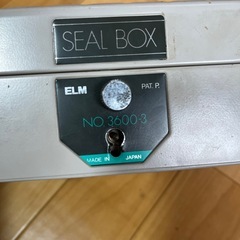 SEAL BOX
ELM PAT. P.
NO 3600-3
MADE IN JAPAN